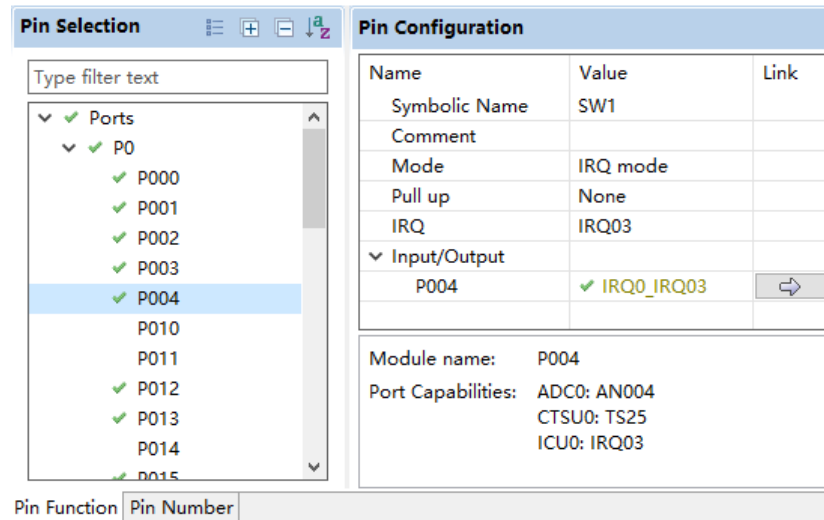 Pin Selection
Type filter text
Ports
P0
P000
P001
P002
P003
P004
P010
P011
P012
P013
P014
P015
Pin Function Pin Number
Pin Configuration
Name Value Link
Symbolic Name SW1
Comment
Mode IRQ mode
Pull up None
IRQ IRQ03
Input/Output
P004 IRQ0_IRQ03
Module name: P004
Port Capabilities: ADC0: AN004
CTSU0: TS25
ICU0: IRQ03